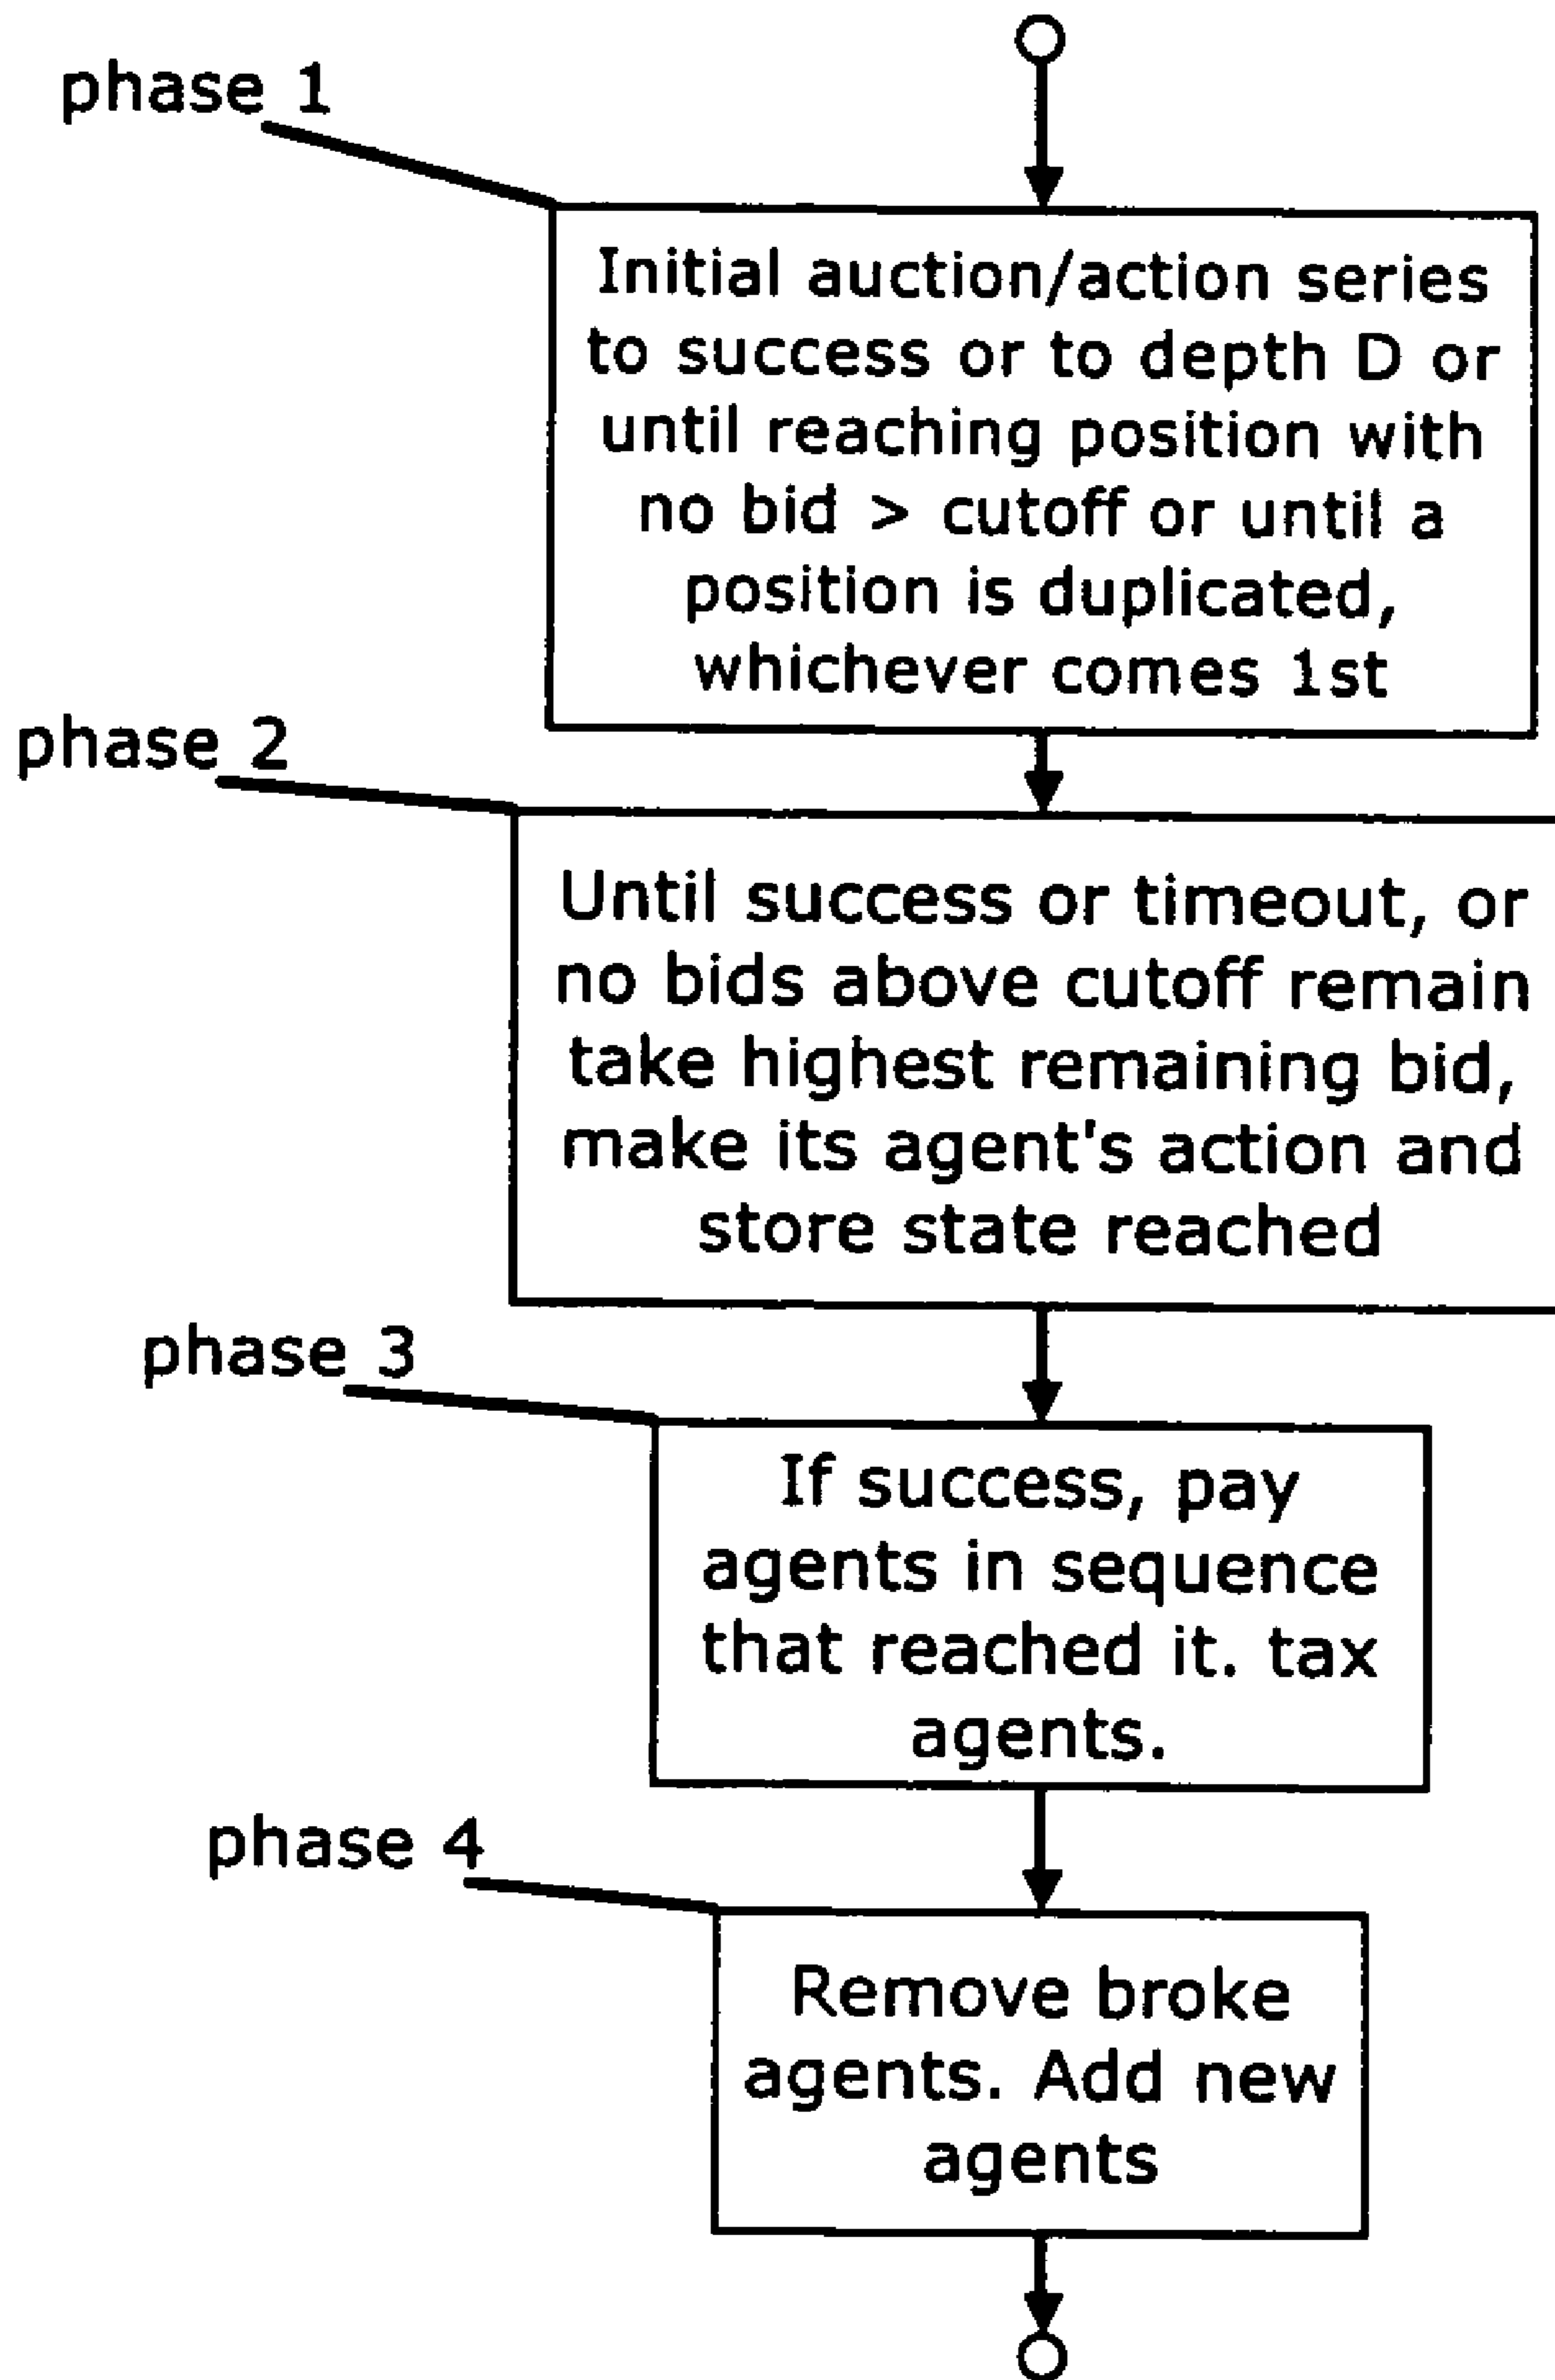 phase 1
Initial auction/action series
to success or to depth D or
until reaching position with
no bid > cutoff or until a
position is duplicated,
whichever comes 1st
phase 2
Until success or timeout, or
no bids above cutoff remain
take highest remaining bid,
make its agent's action and
store state reached
phase 3
If success, pay
agents in sequence
that reached it. tax
agents.
phase 4
Remove broke
agents. Add new
agents